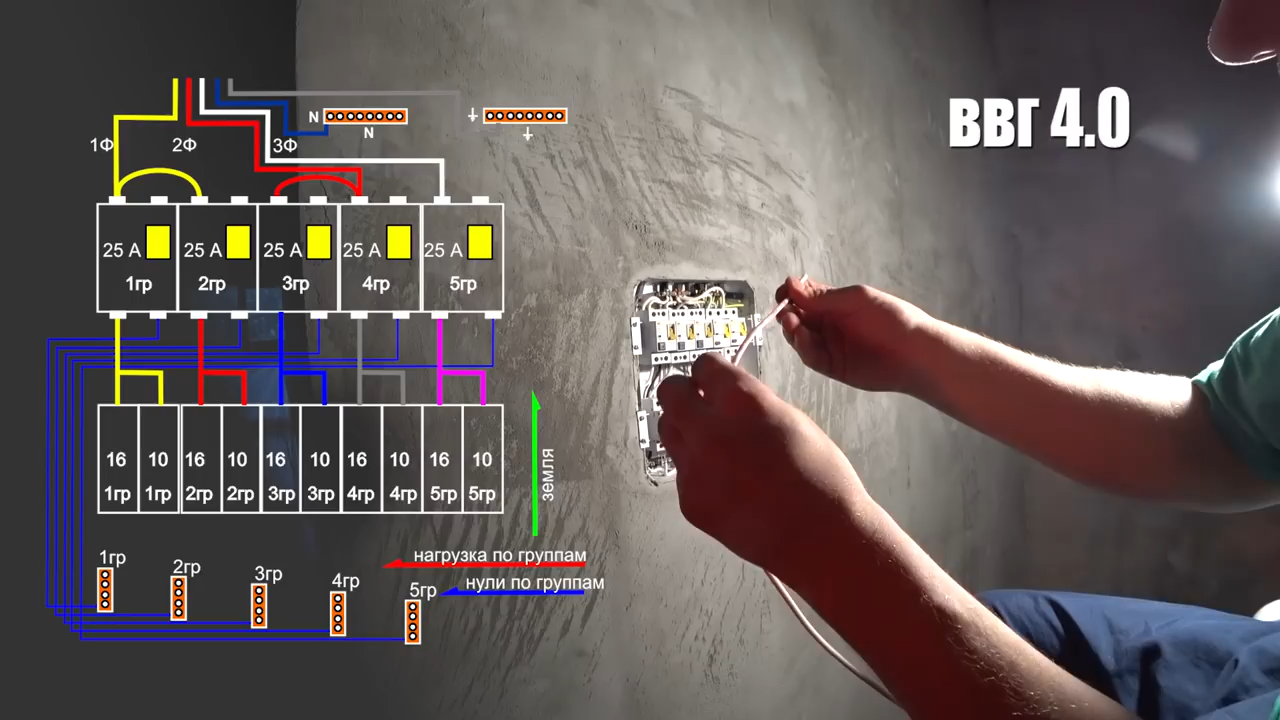 ВВГ 4.0
N
N
1Ф 2Ф 3Ф
25 А 25 А 25 А 25 А 25 А
1гр 2гр 3гр 4гр 5гр
16 10 16 10 16 10 16 10 16 10
1гр 1гр 2гр 2гр 3гр 3гр 4гр 4гр 5гр 5гр
земля
нагрузка по группам
нули по группам
1гр 2гр 3гр 4гр 5гр